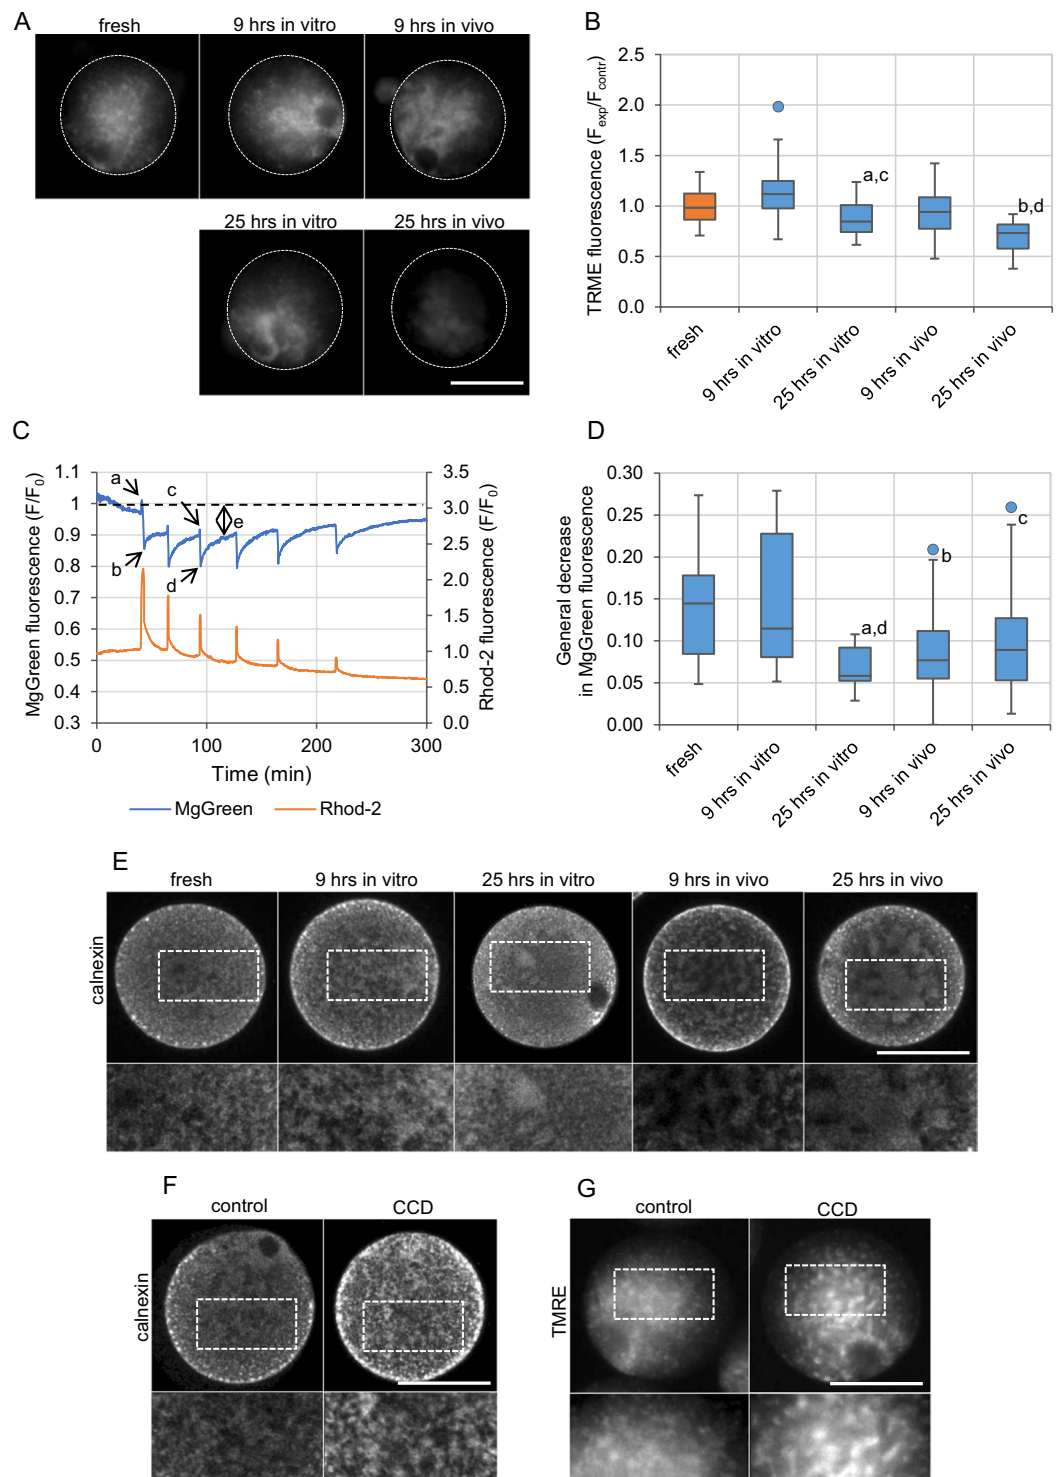 A
fresh 9 hrs in vitro 9 hrs in vivo
25 hrs in vitro 25 hrs in vivo
B
TRME fluorescence (Fexp/Fcontr)
2.5
2.0
1.5
1.0
0.5
0.0
a,c
b,d
fresh
9 hrs in vitro
25 hrs in vitro
9 hrs in vivo
25 hrs in vivo
C
MgGreen fluorescence (F/F0)
1.1
1
0.9
0.8
0.7
0.6
0.5
0.4
0.3
a
b
c
d
e
3.5
3.0
2.5
2.0
1.5
1.0
0.5
0.0
Rhod-2 fluorescence (F/F0)
0 100 200 300
Time (min)
MgGreen Rhod-2
D
General decrease
in MgGreen fluorescence
0.30
0.25
0.20
0.15
0.10
0.05
0.00
a,d
b
c
fresh
9 hrs in vitro
25 hrs in vitro
9 hrs in vivo
25 hrs in vivo
E
fresh 9 hrs in vitro 25 hrs in vitro 9 hrs in vivo 25 hrs in vivo
calnexin
F
control CCD
calnexin
G
control CCD
TMRE